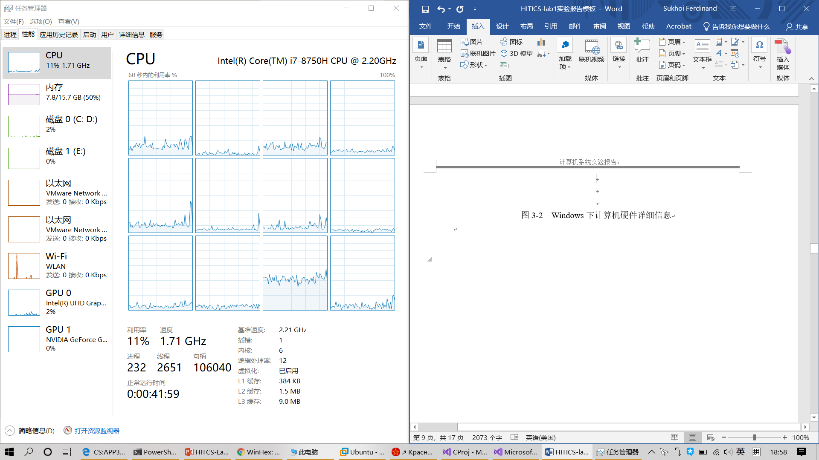 任务管理器
文件(F) 选项(O) 查看(V)
进程 性能 应用历史记录 启动 用户 详细信息 服务
CPU
11% 1.71 GHz
内存
7.8/15.7 GB (50%)
磁盘 0 (C: D:)
2%
磁盘 1 (E:)
0%
以太网
VMware Network ...
发送: 0 接收: 0 Kbps
以太网
VMware Network ...
发送: 0 接收: 0 Kbps
Wi-Fi
WLAN
发送: 0 接收: 0 Kbps
GPU 0
Intel(R) UHD Grap...
2%
GPU 1
NVIDIA GeForce G...
0%
CPU
Intel(R) Core(TM) i7-8750H CPU @ 2.20GHz
60 秒内的利用率 %
100%
利用率 速度
11% 1.71 GHz
进程 线程 句柄
232 2651 106040
正常运行时间
0:00:41:59
基准速度: 2.21 GHz
插槽: 1
内核: 6
逻辑处理器: 12
虚拟化: 已启用
L1 缓存: 384 KB
L2 缓存: 1.5 MB
L3 缓存: 9.0 MB
简略信息(D)
打开资源监视器
HITICS-lab1实验报告模板 - Word
Sukhoi Ferdinand
文件 开始 插入 设计 布局 引用 邮件 审阅 视图 帮助 Acrobat 告诉我你想要做什么 共享
页面 表格 图片 联机图片 形状 图标 3D 模型 加载项 联机视频 链接 批注 页眉 页脚 页码 文本框 符号 插入媒体
表格 插图 媒体 批注 页眉和页脚 文本 媒体
计算机系统实验报告
图 3-2 Windows 下计算机硬件详细信息
第 9 页，共 17 页 2073 个字 英语(美国)
100%
CS:APP3... PowerSh... HITICS-La... WinHex: ... 此电脑 Ubuntu - ... CProj - M... Microsof... HITICS-la... 任务管理器
英 拼 18:58